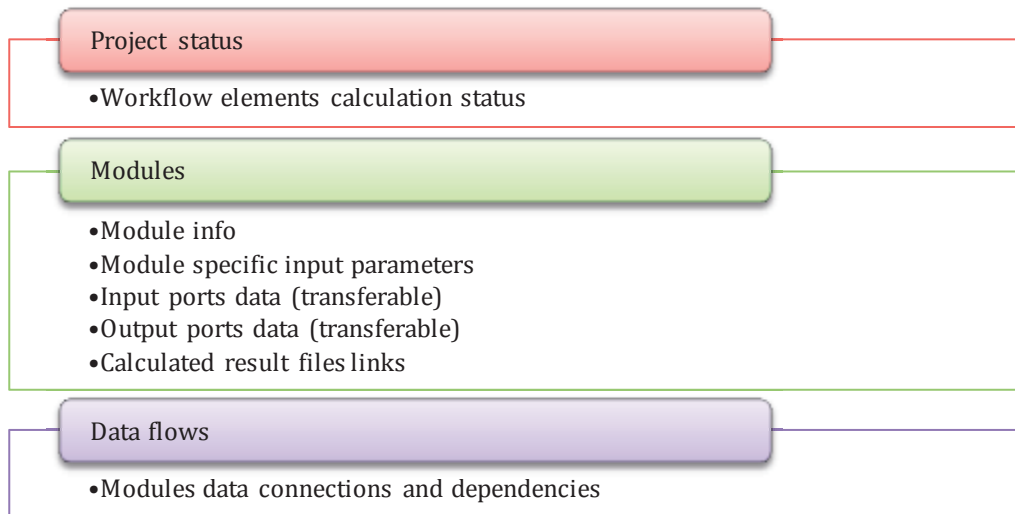 Project status
•Workflow elements calculation status
Modules
•Module info
•Module specific input parameters
•Input ports data (transferable)
•Output ports data (transferable)
•Calculated result files links
Data flows
•Modules data connections and dependencies